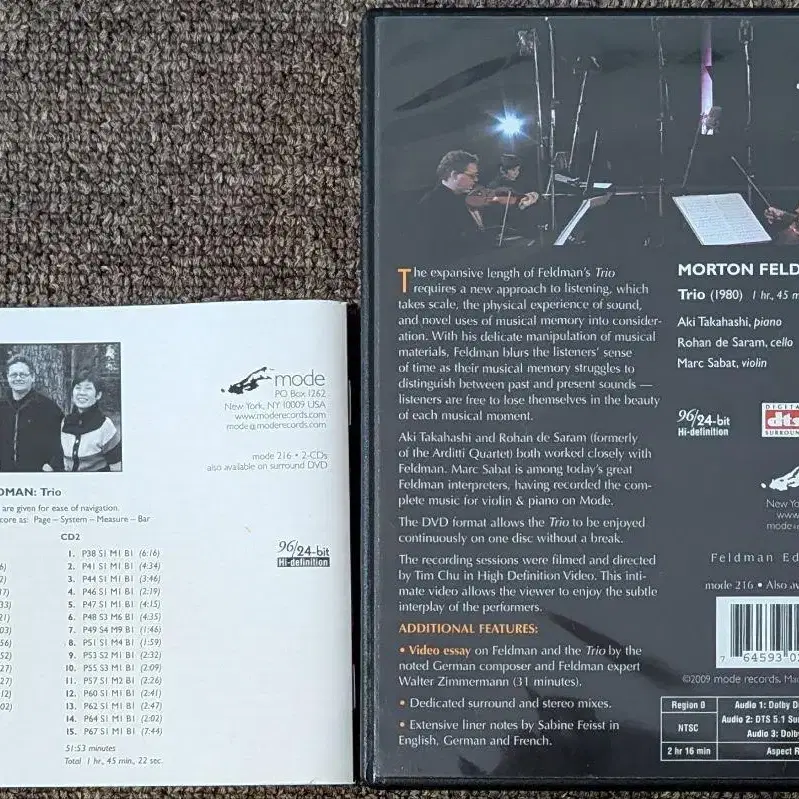 mode
PO Box 1262
New York, NY 10009 USA
www.moderecords.com
mode@moderecords.com
mode 216 • 2-CDs
also available on surround DVD
DMAN: Trio
are given for ease of navigation.
core as: Page – System – Measure – Bar
CD2
1. P38 S1 M1 B1 (6:16)
2. P41 S1 M1 B1 (4:34)
3. P44 S1 M1 B1 (3:46)
4. P46 S1 M1 B1 (2:19)
5. P47 S1 M1 B1 (4:15)
6. P48 S3 M6 B1 (4:35)
7. P49 S4 M9 B1 (1:46)
8. P51 S1 M4 B1 (1:59)
9. P53 S2 M1 B1 (2:32)
10. P55 S3 M1 B1 (2:09)
11. P57 S1 M2 B1 (2:26)
12. P60 S1 M1 B1 (2:41)
13. P62 S1 M1 B1 (2:47)
14. P64 S1 M1 B1 (2:02)
15. P67 S1 M1 B1 (7:44)
51:53 minutes
Total 1 hr., 45 min., 22 sec.
96/24-bit
Hi-definition
The expansive length of Feldman's Trio
requires a new approach to listening, which
takes scale, the physical experience of sound,
and novel uses of musical memory into consider-
ation. With his delicate manipulation of musical
materials, Feldman blurs the listeners' sense
of time as their musical memory struggles to
distinguish between past and present sounds —
listeners are free to lose themselves in the beauty
of each musical moment.
Aki Takahashi and Rohan de Saram (formerly
of the Arditti Quartet) both worked closely with
Feldman. Marc Sabat is among today's great
Feldman interpreters, having recorded the com-
plete music for violin & piano on Mode.
The DVD format allows the Trio to be enjoyed
continuously on one disc without a break.
The recording sessions were filmed and directed
by Tim Chu in High Definition Video. This inti-
mate video allows the viewer to enjoy the subtle
interplay of the performers.
ADDITIONAL FEATURES:
• Video essay on Feldman and the Trio by the
noted German composer and Feldman expert
Walter Zimmermann (31 minutes).
• Dedicated surround and stereo mixes.
• Extensive liner notes by Sabine Feisst in
English, German and French.
MORTON FELD
Trio (1980) 1 hr., 45 m
Aki Takahashi, piano
Rohan de Saram, cello
Marc Sabat, violin
96/24-bit
Hi-definition
DIGITA
dts
SURROUN
New Yo
www.
mode@
Feldman Ed
mode 216 • Also av
7 64593 02
©2009 mode records. Mad
Region 0
NTSC
2 hr 16 min
Audio 1: Dolby D
Audio 2: DTS 5.1 Sur
Audio 3: Dolby
Aspect R